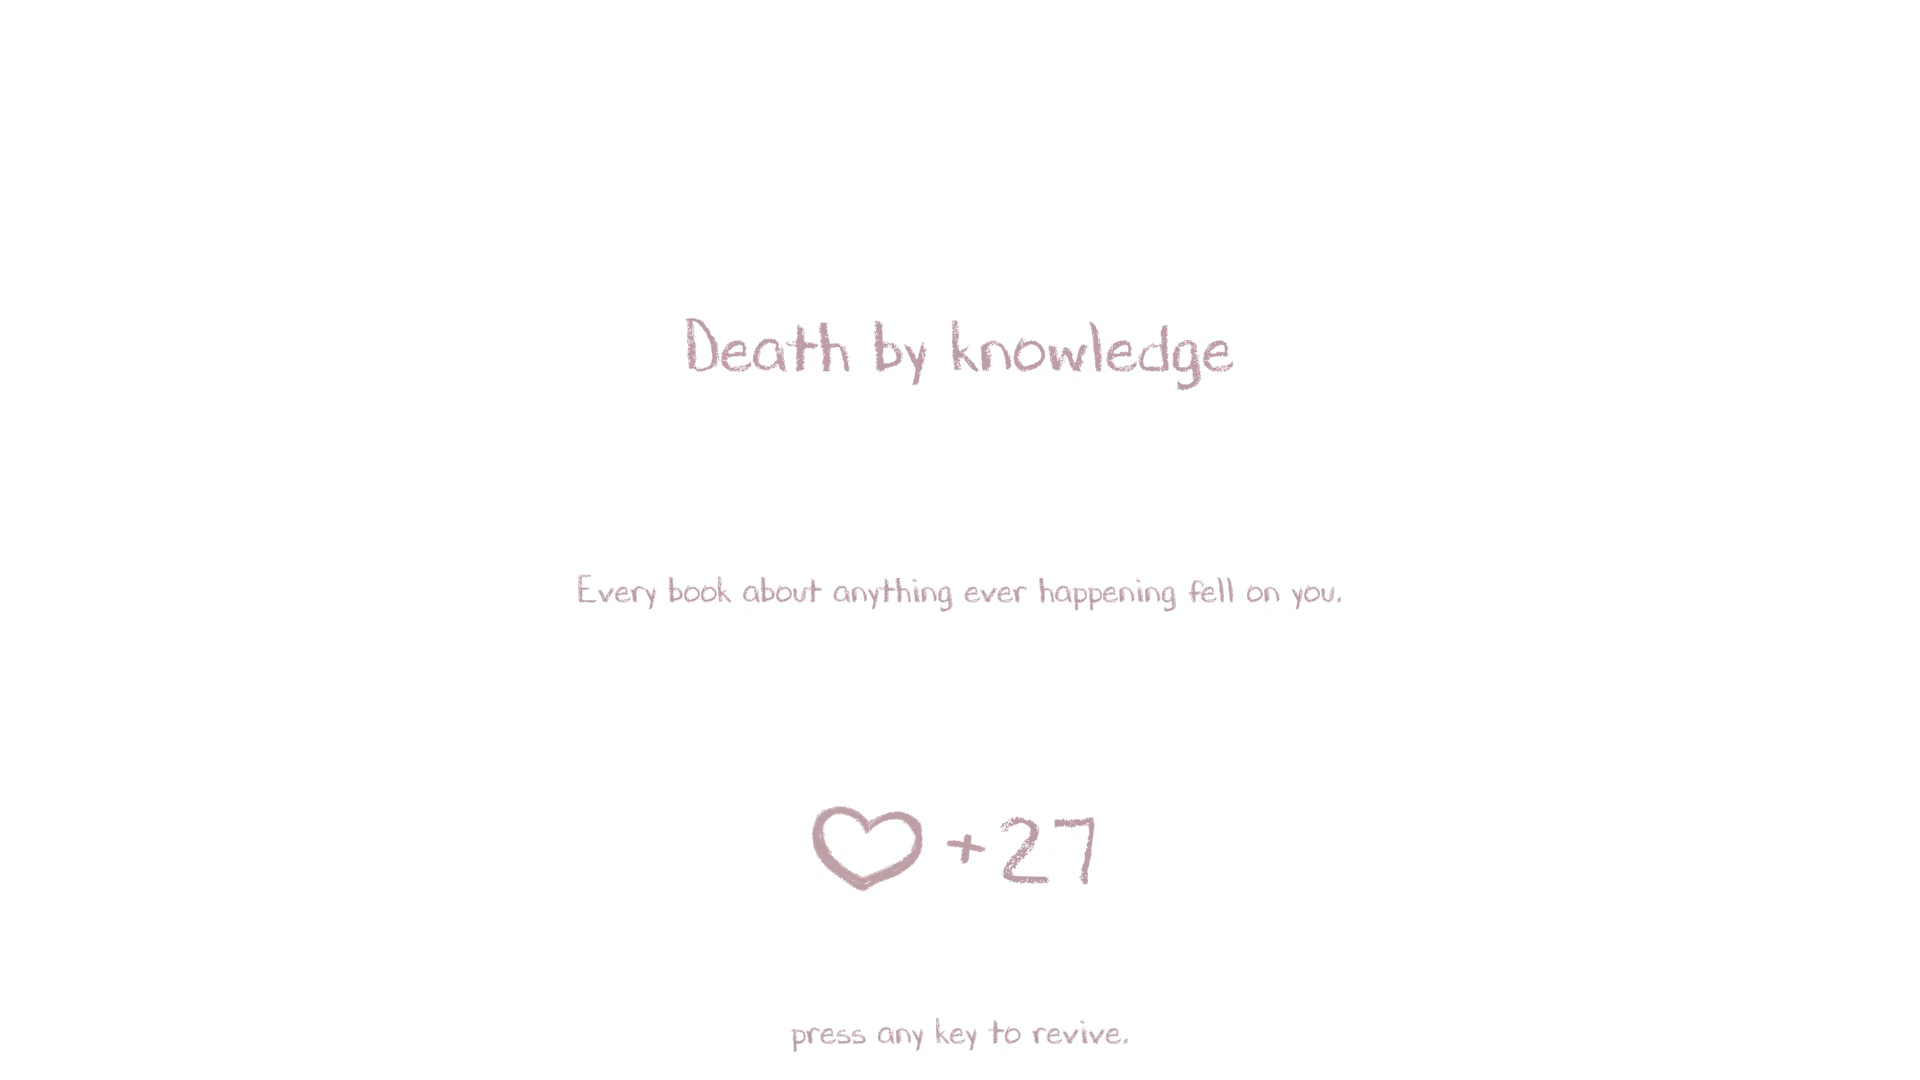 Death by knowledge
Every book about anything ever happening fell on you.
+27
press any key to revive.